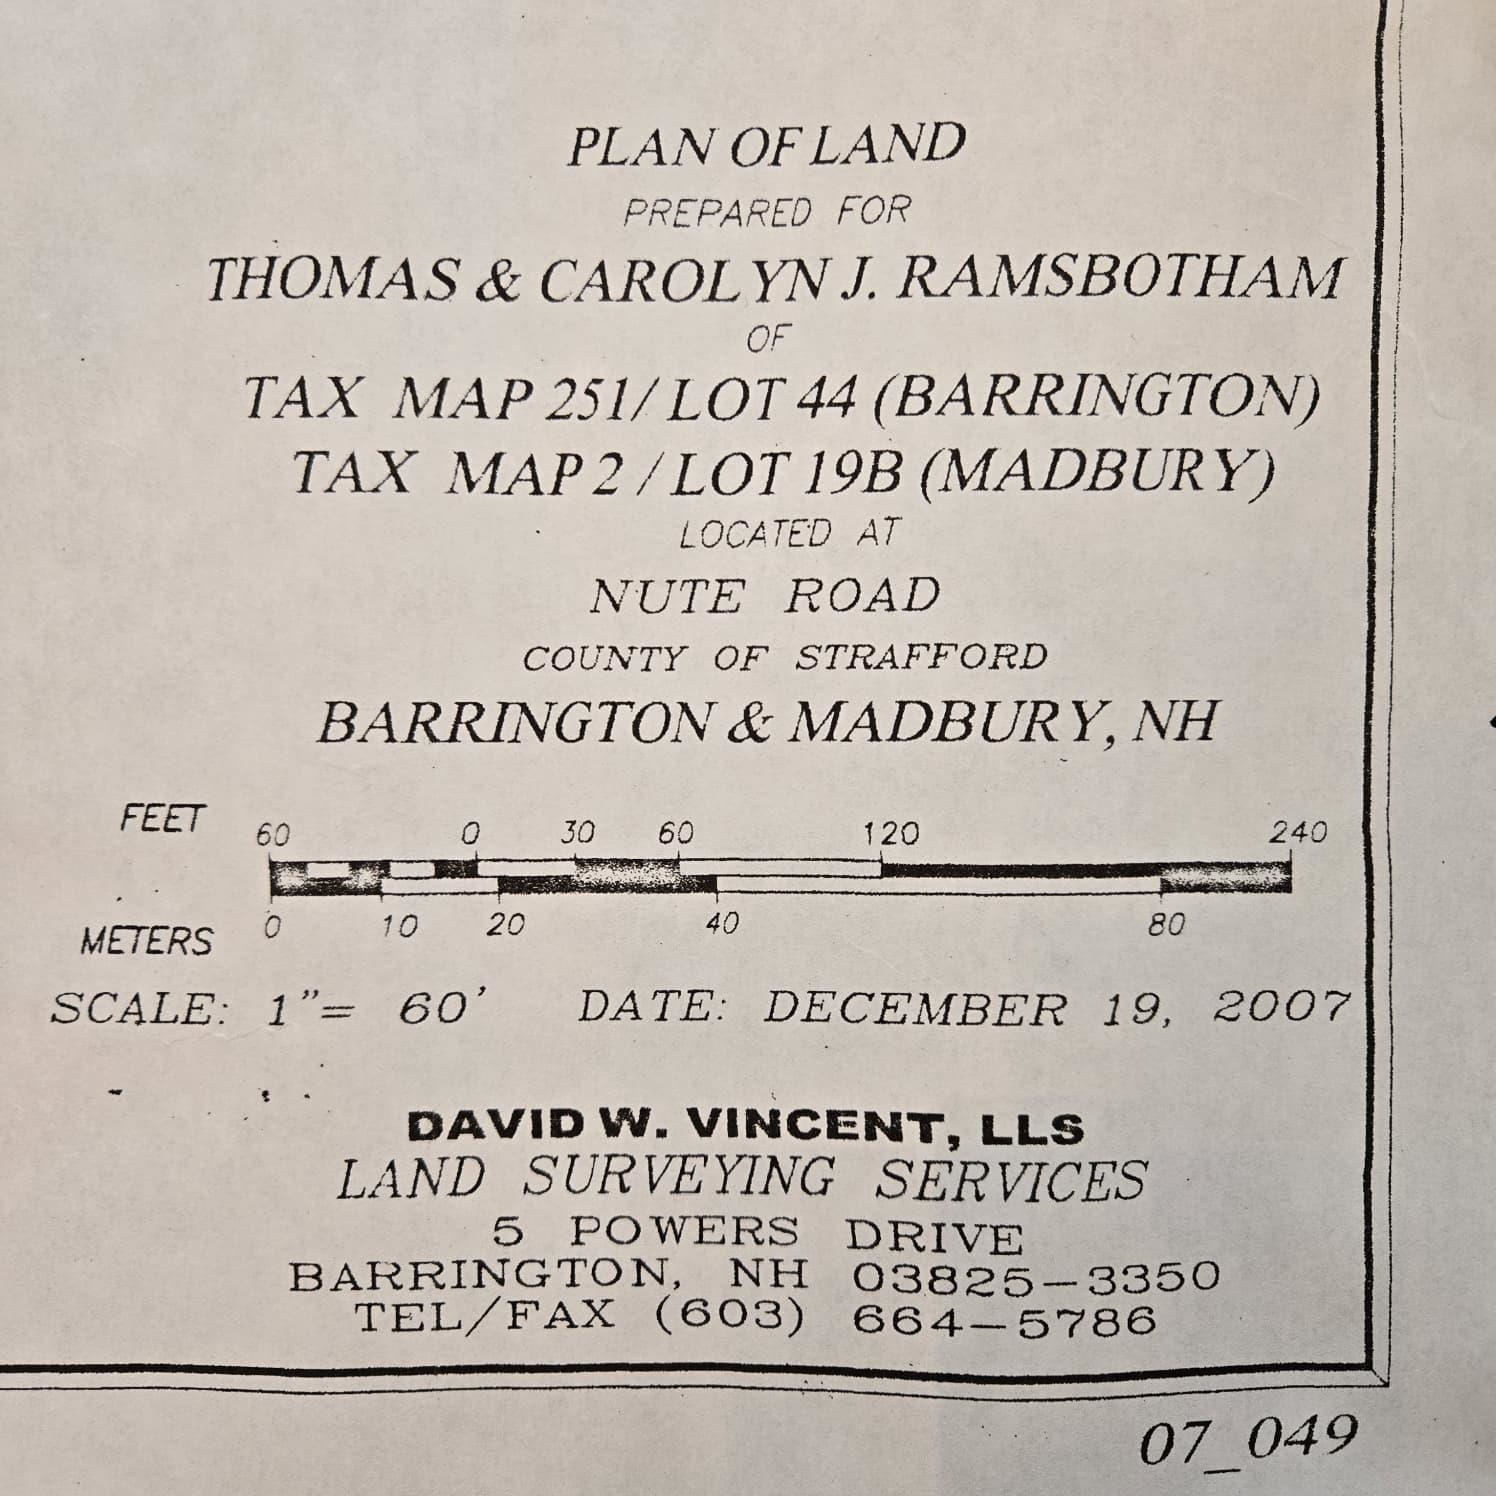 PLAN OF LAND
PREPARED FOR
THOMAS & CAROLYN J. RAMSBOTHAM
OF
TAX MAP 251/ LOT 44 (BARRINGTON)
TAX MAP 2 / LOT 19B (MADBURY)
LOCATED AT
NUTE ROAD
COUNTY OF STRAFFORD
BARRINGTON & MADBURY, NH
FEET 60 0 30 60 120 240
METERS 0 10 20 40 80
SCALE: 1"= 60' DATE: DECEMBER 19, 2007
DAVID W. VINCENT, LLS
LAND SURVEYING SERVICES
5 POWERS DRIVE
BARRINGTON, NH 03825-3350
TEL/FAX (603) 664-5786
07_049